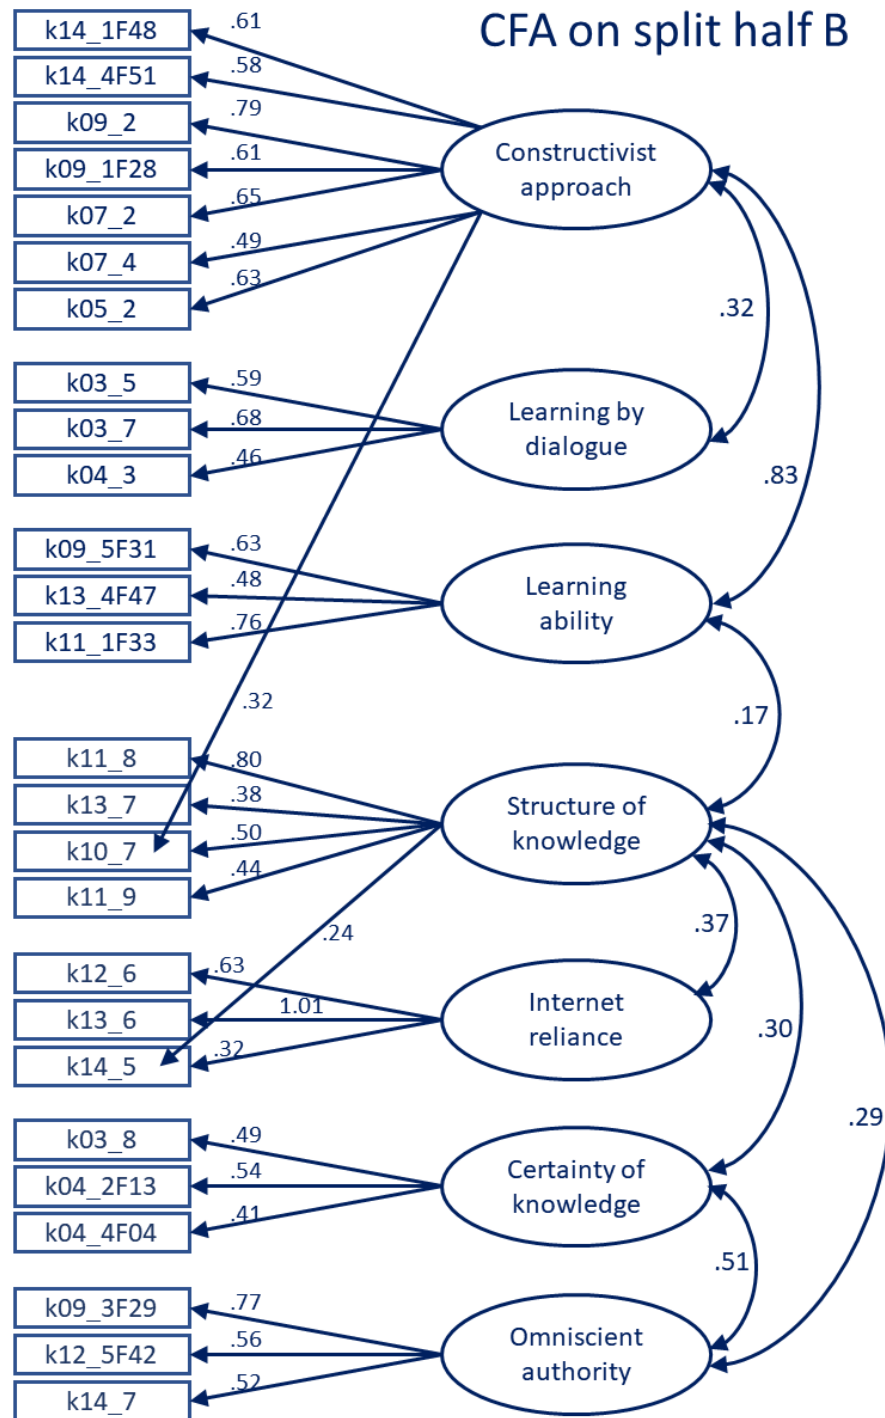 CFA on split half B
k14_1F48
.61
k14_4F51
.58
k09_2
.79
k09_1F28
.61
k07_2
.65
k07_4
.49
k05_2
.63
Constructivist
approach
.32
k03_5
.59
k03_7
.68
k04_3
.46
Learning by
dialogue
.83
k09_5F31
.63
k13_4F47
.48
k11_1F33
.76
Learning
ability
.32
.17
k11_8
.80
k13_7
.38
k10_7
.50
k11_9
.44
Structure of
knowledge
.24
.37
k12_6
.63
k13_6
1.01
k14_5
.32
Internet
reliance
.30
.29
k03_8
.49
k04_2F13
.54
k04_4F04
.41
Certainty of
knowledge
.51
k09_3F29
.77
k12_5F42
.56
k14_7
.52
Omniscient
authority